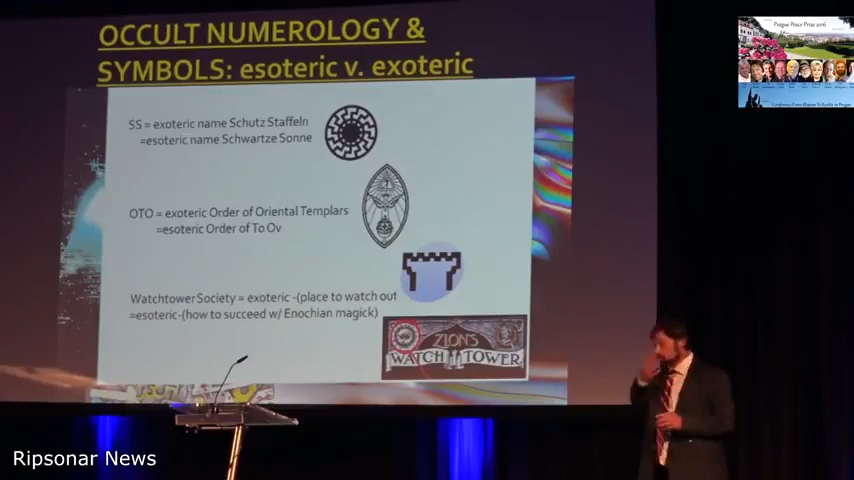 OCCULT NUMEROLOGY &
SYMBOLS: esoteric v. exoteric
SS = exoteric name Schutz Staffeln
=esoteric name Schwartze Sonne
OTO = exoteric Order of Oriental Templars
=esoteric Order of To Ov
Watchtower Society = exoteric -(place to watch out
=esoteric-(how to succeed w/ Enochian magick)
ZION'S
WATCH TOWER
Prague Peace Prize 2016
Ripsonar News